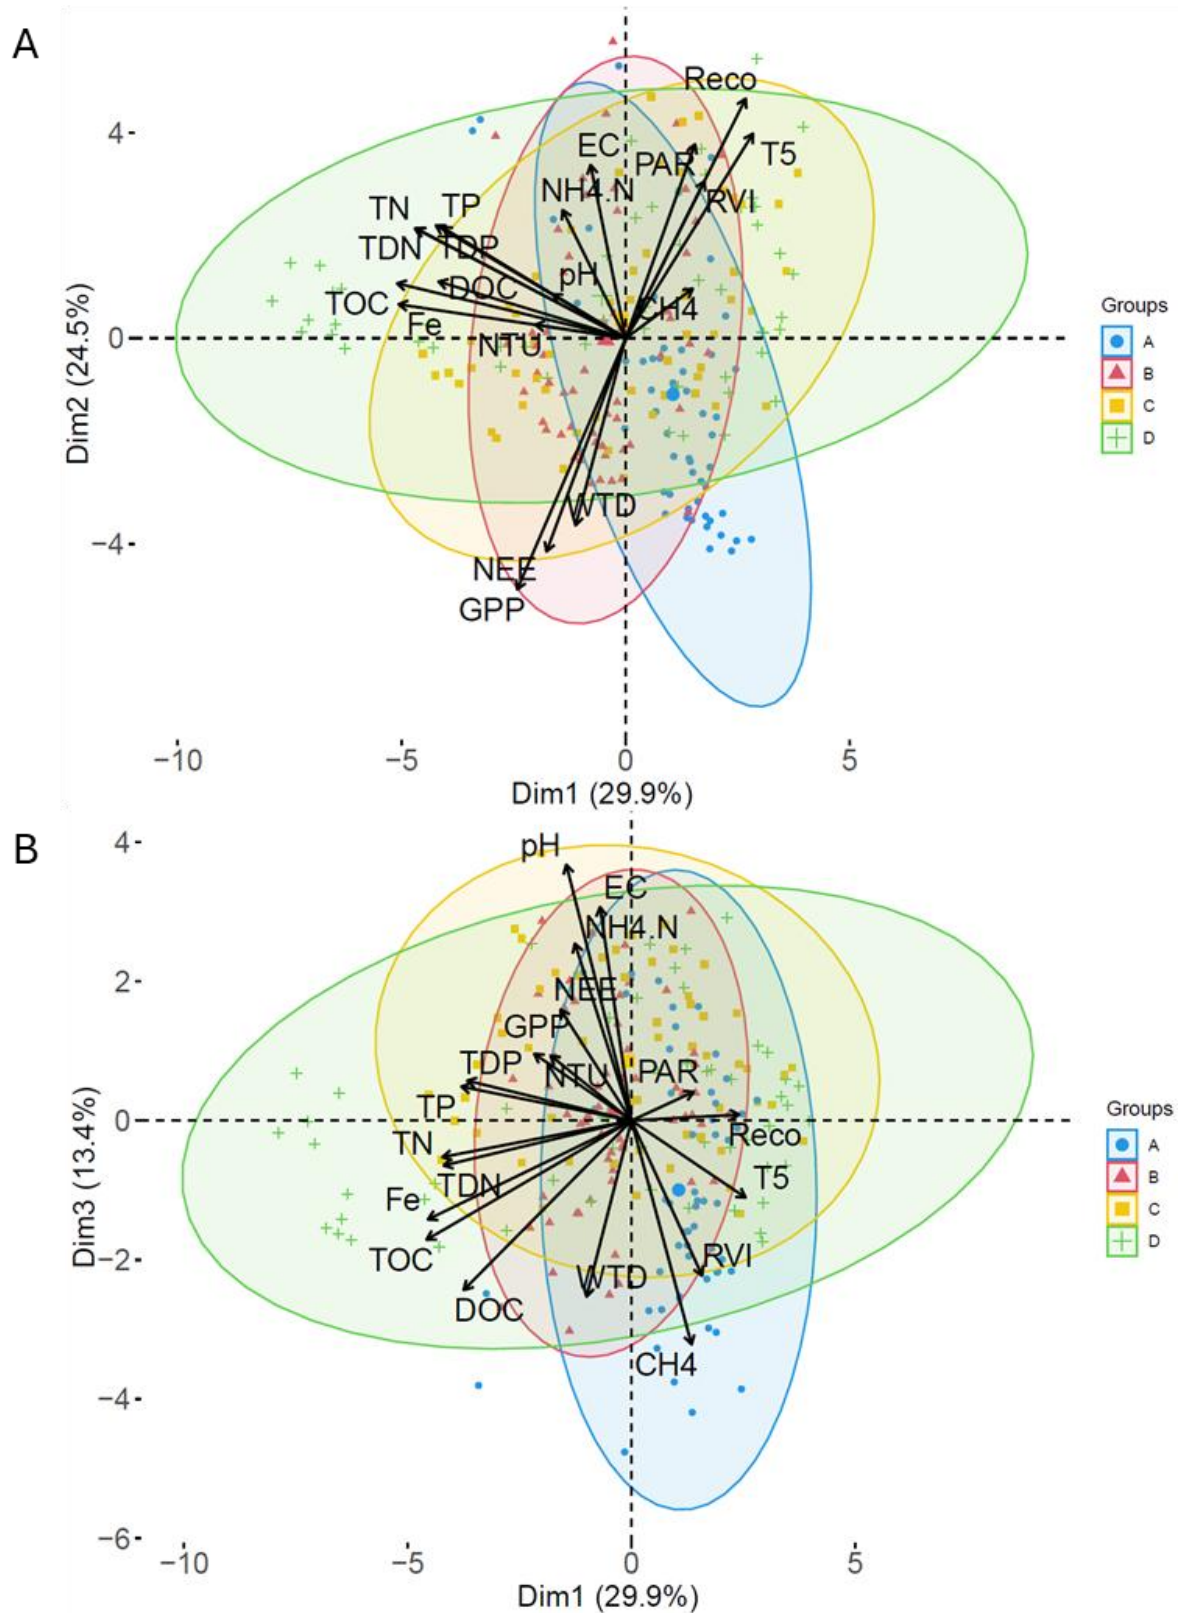 A
Reco
4
EC
PAR
T5
NH4.N
RVI
TN
TP
TDN
TDP
pH
DOC
CH4
TOC
Fe
NTU
0
Dim2 (24.5%)
Groups
A
B
C
D
WTD
−4
NEE
GPP
−10
−5
0
5
Dim1 (29.9%)
B
4
pH
EC
NH4.N
2
NEE
GPP
TDP
NTU
PAR
TP
0
TN
Reco
TDN
T5
Fe
Dim3 (13.4%)
Groups
A
B
C
D
TOC
RVI
−2
WTD
DOC
CH4
−4
−6
−10
−5
0
5
Dim1 (29.9%)